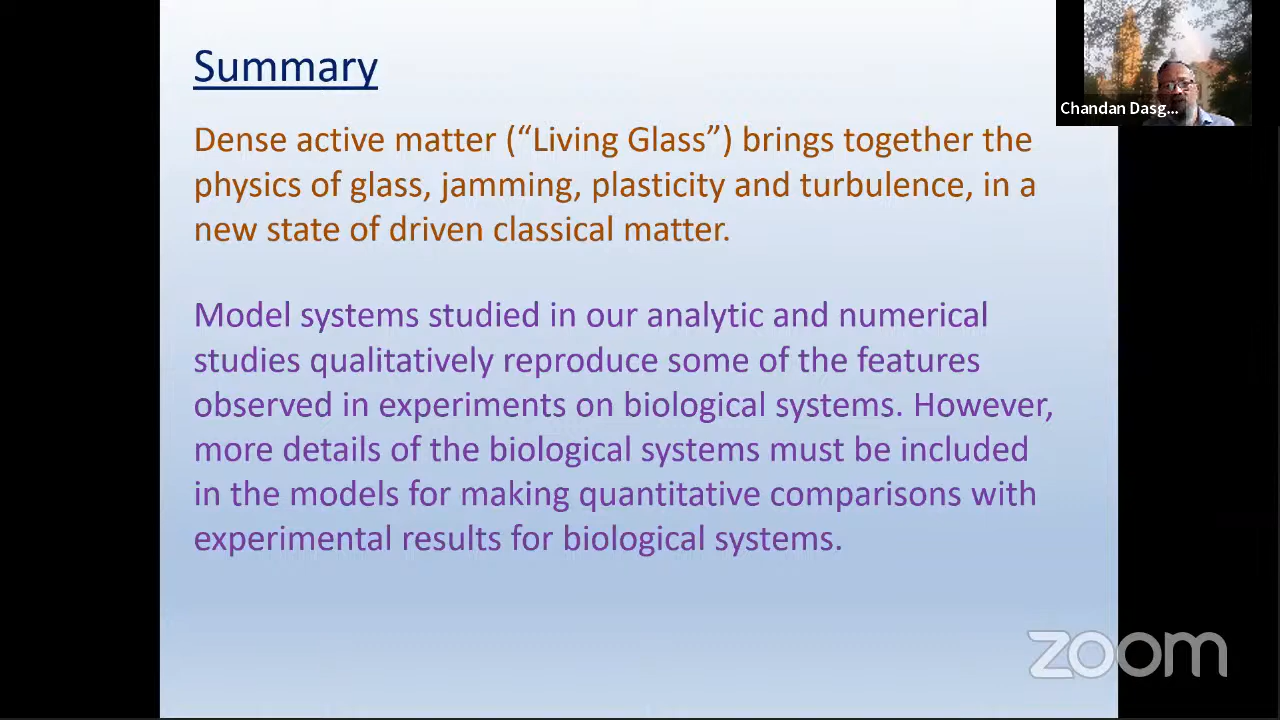 Summary
Chandan Dasg...
Dense active matter (“Living Glass”) brings together the
physics of glass, jamming, plasticity and turbulence, in a
new state of driven classical matter.
Model systems studied in our analytic and numerical
studies qualitatively reproduce some of the features
observed in experiments on biological systems. However,
more details of the biological systems must be included
in the models for making quantitative comparisons with
experimental results for biological systems.
zoom